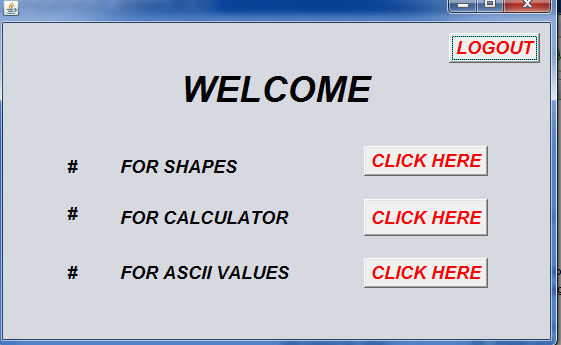 LOGOUT
WELCOME
# FOR SHAPES CLICK HERE
# FOR CALCULATOR CLICK HERE
# FOR ASCII VALUES CLICK HERE